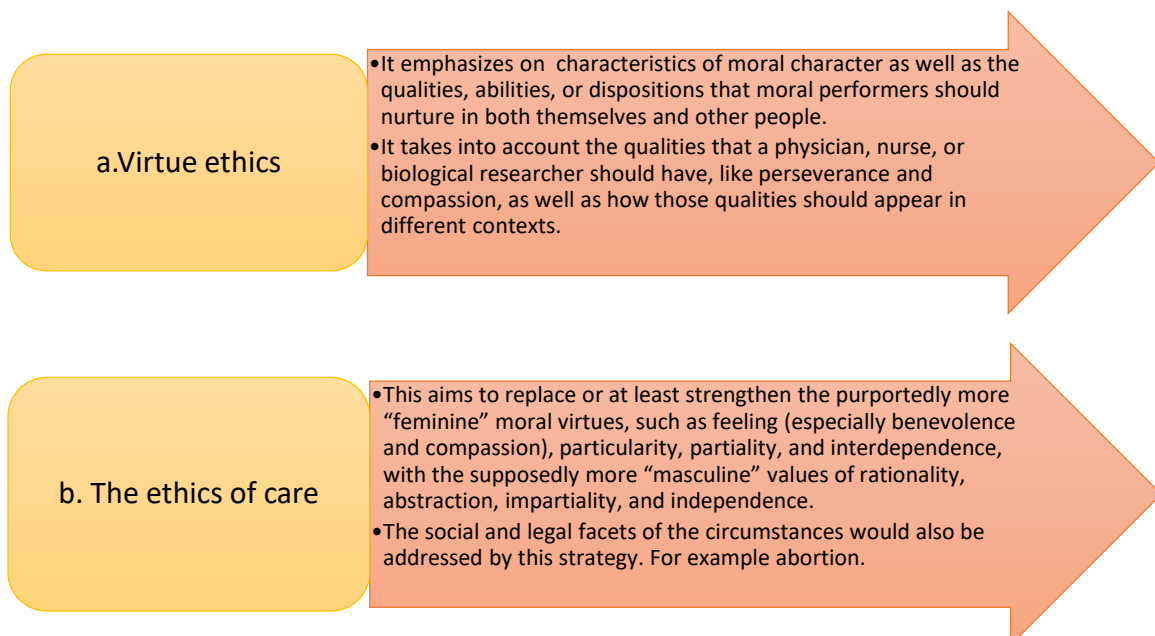 a.Virtue ethics
•It emphasizes on  characteristics of moral character as well as the
qualities, abilities, or dispositions that moral performers should
nurture in both themselves and other people.
•It takes into account the qualities that a physician, nurse, or
biological researcher should have, like perseverance and
compassion, as well as how those qualities should appear in
different contexts.
b. The ethics of care
•This aims to replace or at least strengthen the purportedly more
“feminine” moral virtues, such as feeling (especially benevolence
and compassion), particularity, partiality, and interdependence,
with the supposedly more “masculine” values of rationality,
abstraction, impartiality, and independence.
•The social and legal facets of the circumstances would also be
addressed by this strategy. For example abortion.